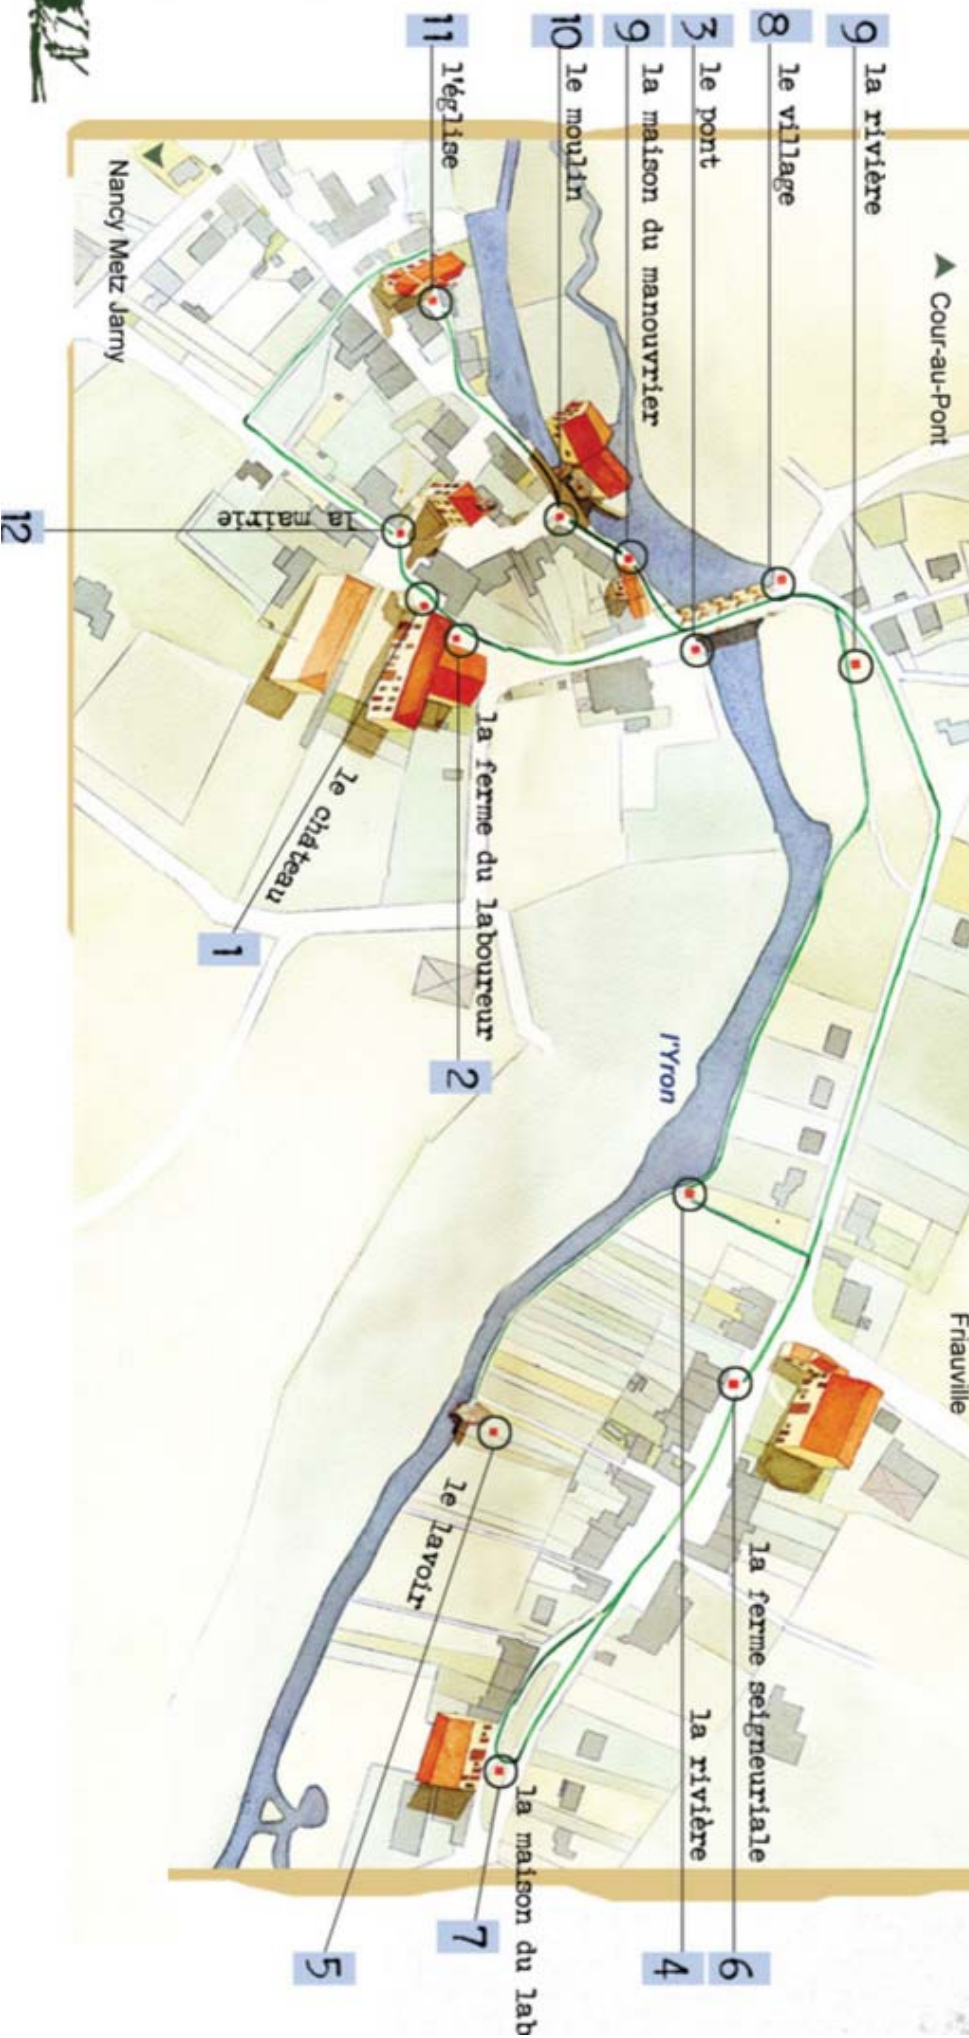 9 la rivière
8 le village
3 le pont
9 la maison du manouvrier
10 le moulin
11 l'église
Cour-au-Pont
Friauville
Nancy Metz Jarny
12 la mairie
le château
1
la ferme du laboureur
2
l'Yron
le lavoir
5
la ferme seigneuriale
6
la rivière
4
la maison du lab
7